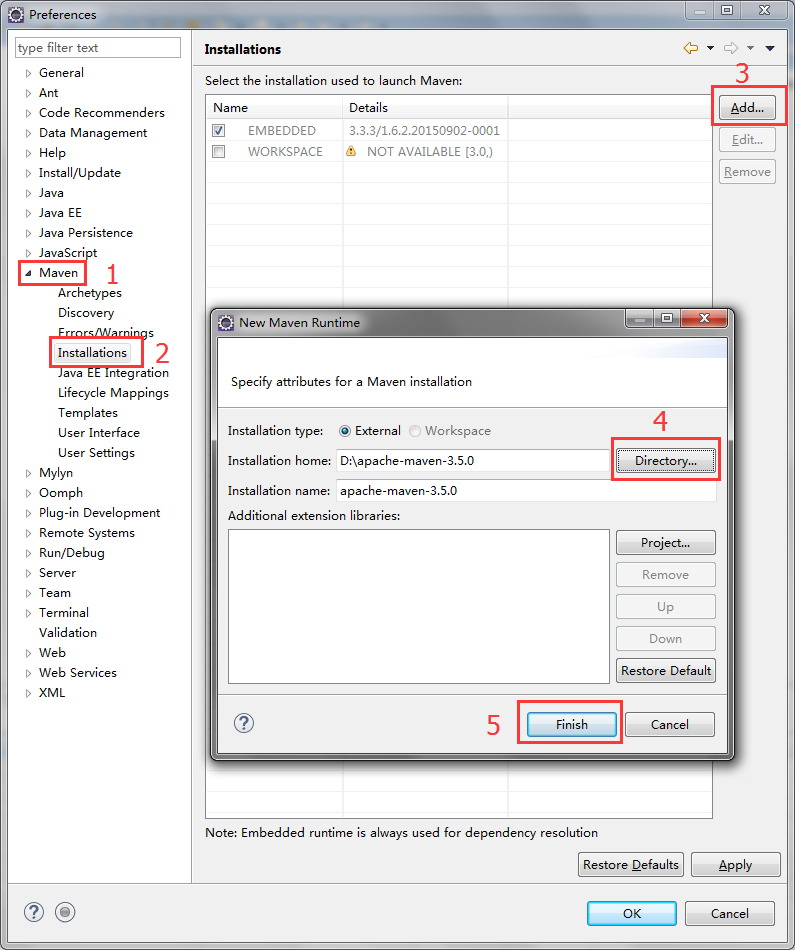 Preferences
type filter text
General
Ant
Code Recommenders
Data Management
Help
Install/Update
Java
Java EE
Java Persistence
JavaScript
Maven
1
Archetypes
Discovery
Errors/Warnings
Installations
2
Java EE Integration
Lifecycle Mappings
Templates
User Interface
User Settings
Mylyn
Oomph
Plug-in Development
Remote Systems
Run/Debug
Server
Team
Terminal
Validation
Web
Web Services
XML
Installations
Select the installation used to launch Maven:
3
Name Details
EMBEDDED 3.3.3/1.6.2.20150902-0001
WORKSPACE NOT AVAILABLE [3.0,)
Add...
Edit...
Remove
New Maven Runtime
Specify attributes for a Maven installation
4
Installation type: External Workspace
Installation home: D:\apache-maven-3.5.0 Directory...
Installation name: apache-maven-3.5.0
Additional extension libraries:
Project...
Remove
Up
Down
Restore Default
? 5 Finish Cancel
Note: Embedded runtime is always used for dependency resolution
Restore Defaults Apply
? OK Cancel